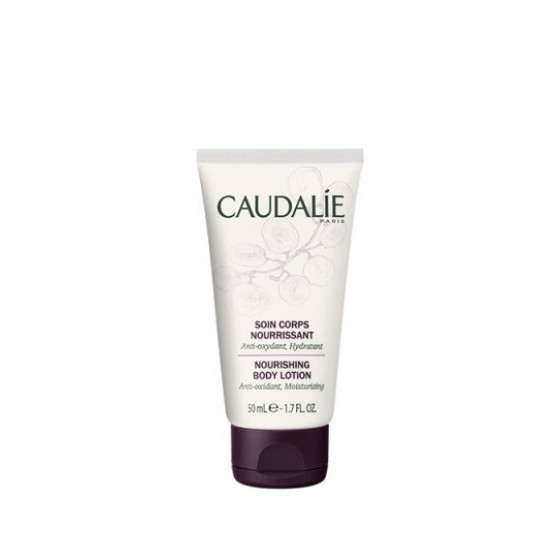 CAUDALÍE
PARIS
SOIN CORPS
NOURRISSANT
Anti-oxydant, Hydratant
NOURISHING
BODY LOTION
Anti-oxidant, Moisturizing
50 mL ℮ - 1.7 FL. OZ.